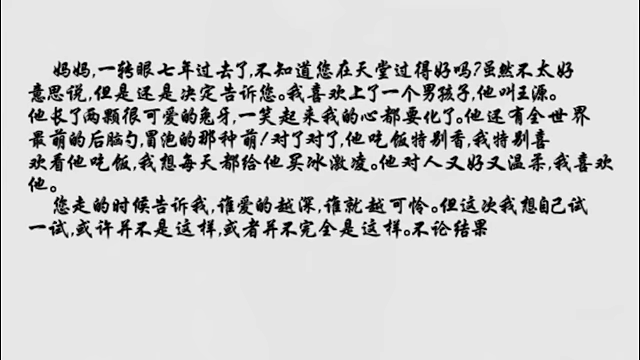 妈妈,一转眼七年过去了,不知道您在天堂过得好吗?虽然不太好
意思说,但是还是决定告诉您。我喜欢上了一个男孩子,他叫王源。
他长了两颗很可爱的兔牙,一笑起来我的心都要化了。他还有全世界
最萌的后脑勺,冒泡的那种萌!对了对了,他吃饭特别香,我特别喜
欢看他吃饭,我想每天都给他买冰激凌。他对人又好又温柔,我喜欢
他。
您走的时候告诉我,谁爱的越深,谁就越可怜。但这次我想自己试
一试,或许并不是这样,或者并不完全是这样。不论结果